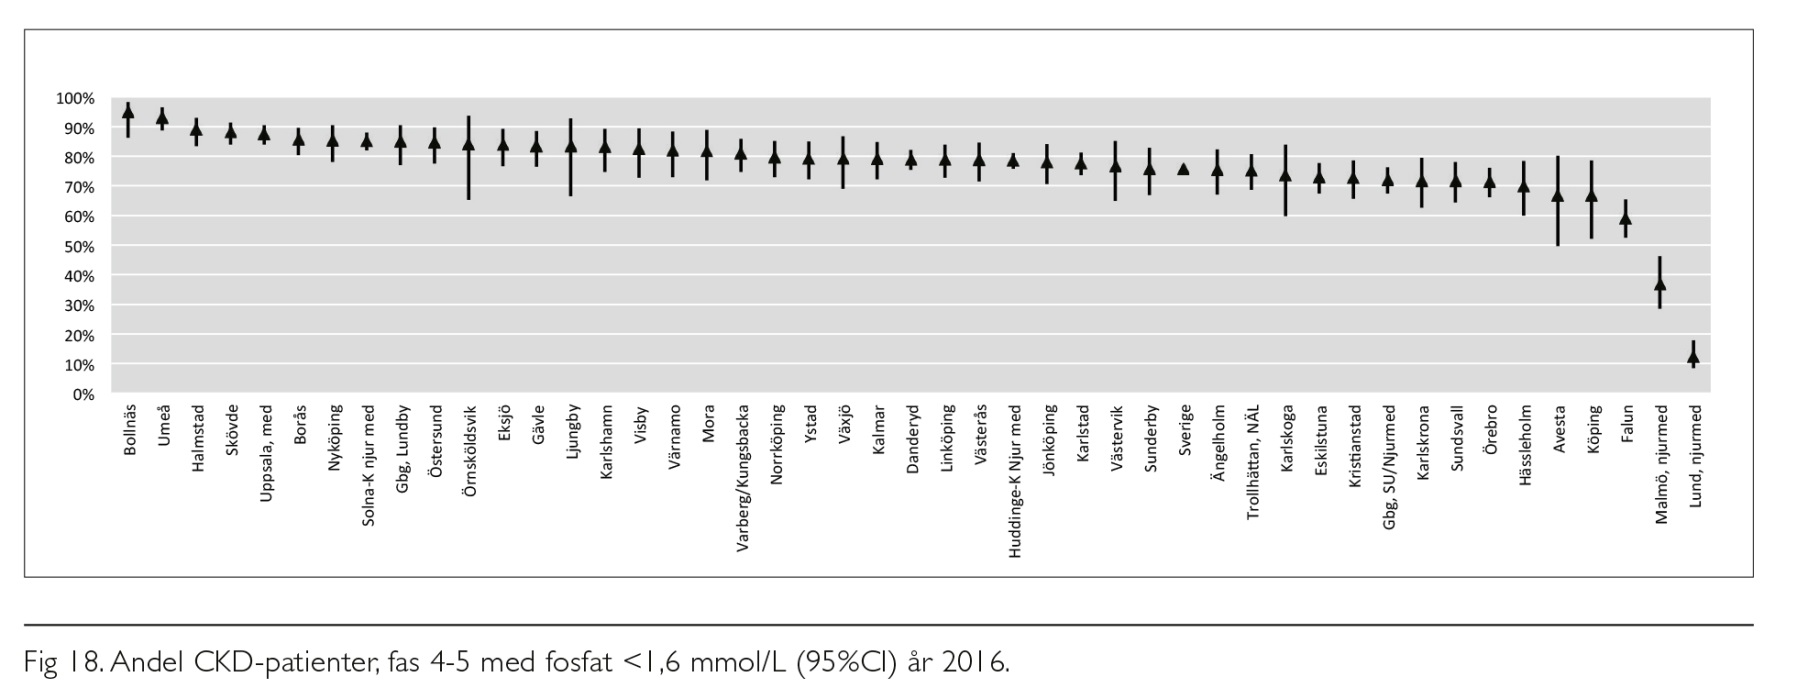 100%
90%
80%
70%
60%
50%
40%
30%
20%
10%
0%
Bollnäs
Umeå
Halmstad
Skövde
Uppsala, med
Borås
Nyköping
Solna-K njur med
Gbg, Lundby
Östersund
Örnsköldsvik
Eksjö
Gävle
Ljungby
Karlshamn
Visby
Värnamo
Mora
Varberg/Kungsbacka
Norrköping
Ystad
Växjö
Kalmar
Danderyd
Linköping
Västerås
Huddinge-K Njur med
Jönköping
Karlstad
Västervik
Sunderby
Sverige
Ängelholm
Trollhättan, NÄL
Karlskoga
Eskilstuna
Kristianstad
Gbg, SU/Njurmed
Karlskrona
Sundsvall
Örebro
Hässleholm
Avesta
Köping
Falun
Malmö, njurmed
Lund, njurmed
Fig 18. Andel CKD-patienter, fas 4-5 med fosfat <1,6 mmol/L (95%CI) år 2016.